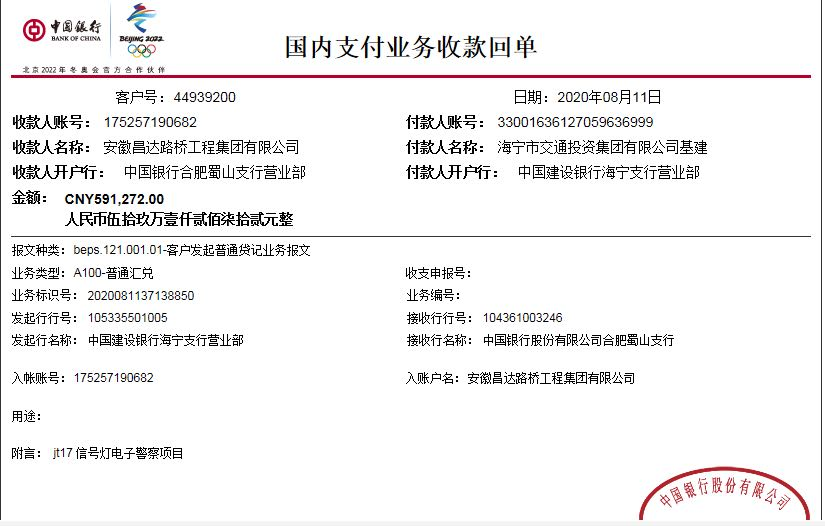 中国银行
BANK OF CHINA
BEIJING 2022
北京2022年冬奥会官方合作伙伴
国内支付业务收款回单
客户号：44939200 日期：2020年08月11日
收款人账号：175257190682 付款人账号：33001636127059636999
收款人名称：安徽昌达路桥工程集团有限公司 付款人名称：海宁市交通投资集团有限公司基建
收款人开户行：中国银行合肥蜀山支行营业部 付款人开户行：中国建设银行海宁支行营业部
金额：CNY591,272.00
人民币伍拾玖万壹仟贰佰柒拾贰元整
报文种类：beps.121.001.01-客户发起普通贷记业务报文
业务类型：A100-普通汇兑 收支申报号：
业务标识号：2020081137138850 业务编号：
发起行行号：105335501005 接收行行号：104361003246
发起行名称：中国建设银行海宁支行营业部 接收行名称：中国银行股份有限公司合肥蜀山支行
入帐账号：175257190682 入账户名：安徽昌达路桥工程集团有限公司
用途：
附言：jt17信号灯电子警察项目
中国银行股份有限公司